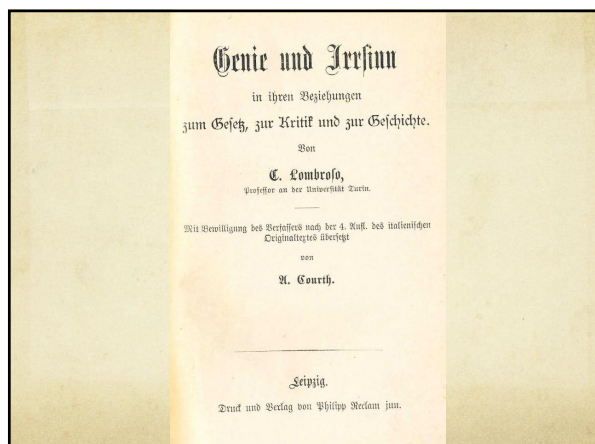 Genie und Irrsinn
in ihren Beziehungen
zum Gesetz, zur Kritik und zur Geschichte.
Von
C. Lombroso,
Professor an der Universität Turin.
Mit Bewilligung des Verfassers nach der 4. Aufl. des italienischen
Originaltextes übersetzt
von
A. Courth.
Leipzig.
Druck und Verlag von Philipp Reclam jun.